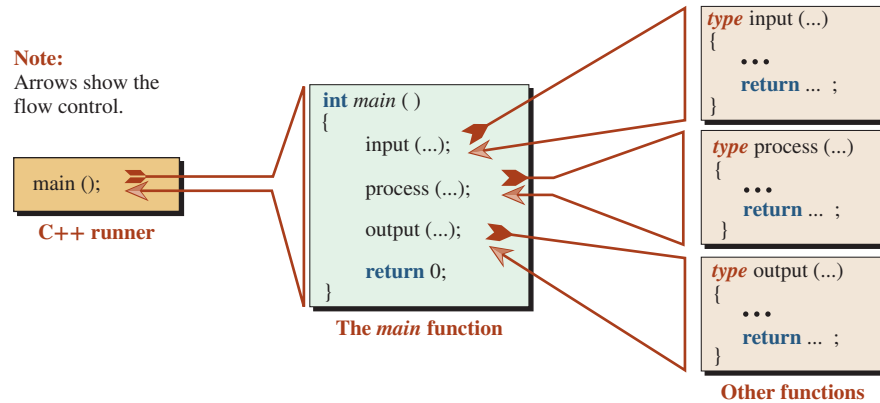 Note:
Arrows show the
flow control.
main ();
C++ runner
int main ( )
{
input (...);
process (...);
output (...);
return 0;
}
The main function
type input (...)
{
...
return ... ;
}
type process (...)
{
...
return ... ;
}
type output (...)
{
...
return ... ;
}
Other functions